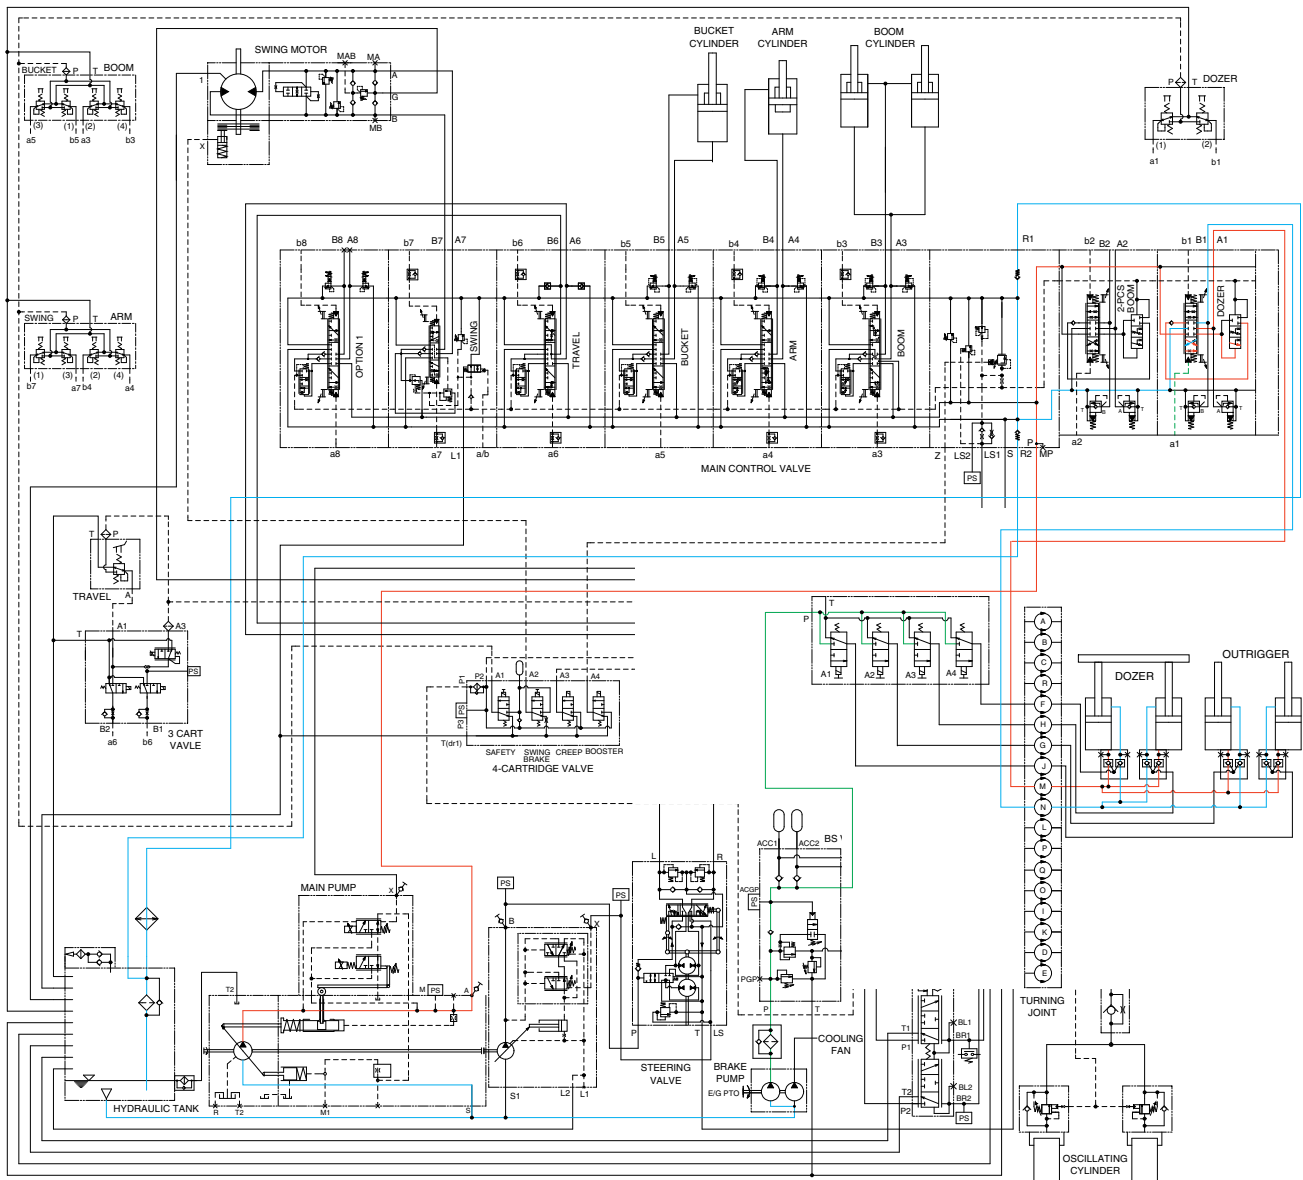 BUCKET P T BOOM
(3) (1) (2) (4)
a5 b5 a3 b3
SWING MOTOR
MAB MA
1 A
G
B
MB
X
BUCKET
CYLINDER
ARM
CYLINDER
BOOM
CYLINDER
P T DOZER
(1) (2)
a1 b1
SWING P T ARM
(1) (3) (2) (4)
b7 a7 b4 a4
b8 B8 A8 b7 B7 A7 b6 B6 A6 b5 B5 A5 b4 B4 A4 b3 B3 A3 R1 b2 B2 A2 b1 B1 A1
OPTION 1
SWING
TRAVEL
BUCKET
ARM
BOOM
2-PCS
BOOM
DOZER
T B A T T B A T
a8 a7 L1 a/b a6 a5 a4 a3 Z LS2 LS1 S R2 P MP a2 a1
MAIN CONTROL VALVE
PS
T P
TRAVEL A
A1 A3
T
PS
B2 B1
a6 b6
3 CART
VAVLE
P1 P2 A1 A2 A3 A4
PS
P3
T(dr1)
SAFETY SWING
BRAKE CREEP BOOSTER
4-CARTRIDGE VALVE
T
P
A1 A2 A3 A4
A
B
C
R
F
H
G
J
M
N
L
P
Q
O
I
K
D
E
TURNING
JOINT
DOZER
OUTRIGGER
MAIN PUMP
X
T2
M PS A
R T2 M1 S
HYDRAULIC TANK
PS
B X
PS
S1 L2 L1
L R
P T LS
STEERING
VALVE
ACC1 ACC2 BS
ACGP
PS
PGPX
P T
COOLING
FAN
BRAKE
PUMP
E/G PTO
T1
P1
BL1
BR1
T2
P2
BL2
BR2
PS
OSCILLATING
CYLINDER